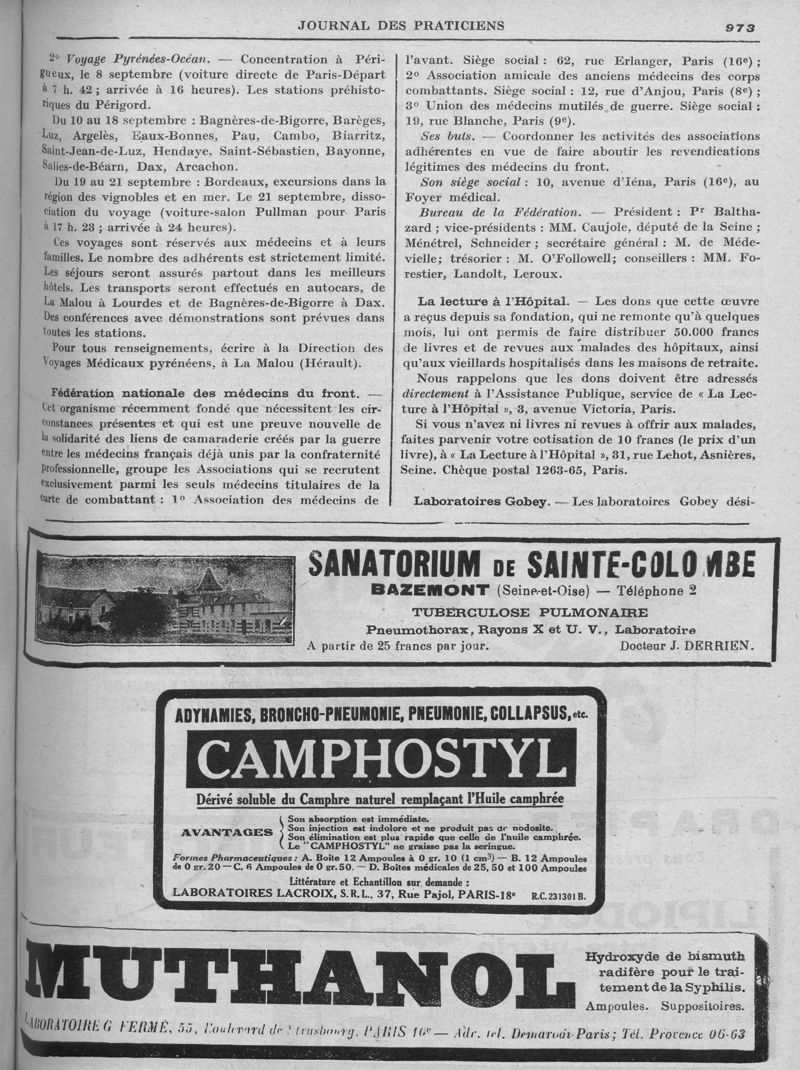 JOURNAL DES PRATICIENS 973
2º Voyage Pyrénées-Océan. — Concentration à Péri-
gueux, le 8 septembre (voiture directe de Paris-Départ
à 7 h. 42 ; arrivée à 16 heures). Les stations préhisto-
riques du Périgord.
Du 10 au 18 septembre : Bagnères-de-Bigorre, Barèges,
Luz, Argelès, Eaux-Bonnes, Pau, Cambo, Biarritz,
Saint-Jean-de-Luz, Hendaye. Saint-Sébastien, Bayonne,
Salies-de-Béarn, Dax, Arcachon.
Du 19 au 21 septembre : Bordeaux, excursions dans la
région des vignobles et en mer. Le 21 septembre, disso-
ciation du voyage (voiture-salon Pullman pour Paris
à 17 h. 23 ; arrivée à 24 heures).
Ces voyages sont réservés aux médecins et à leurs
familles. Le nombre des adhérents est strictement limité.
Les séjours seront assurés partout dans les meilleurs
hôtels. Les transports seront effectués en autocars, de
La Malou à Lourdes et de Bagnères-de-Bigorre à Dax.
Des conférences avec démonstrations sont prévues dans
toutes les stations.
Pour tous renseignements, écrire à la Direction des
Voyages Médicaux pyrénéens, à La Malou (Hérault).
Fédération nationale des médecins du front. —
Cet organisme récemment fondé que nécessitent les cir-
constances présentes et qui est une preuve nouvelle de
la solidarité des liens de camaraderie créés par la guerre
entre les médecins français déjà unis par la confraternité
professionnelle, groupe les Associations qui se recrutent
exclusivement parmi les seuls médecins titulaires de la
carte de combattant : 1º Association des médecins de
l'avant. Siège social : 62, rue Erlanger, Paris (16e) ;
2º Association amicale des anciens médecins des corps
combattants. Siège social : 12, rue d'Anjou, Paris (8e) ;
3º Union des médecins mutilés de guerre. Siège social :
19, rue Blanche, Paris (9e).
Ses buts. — Coordonner les activités des associations
adhérentes en vue de faire aboutir les revendications
légitimes des médecins du front.
Son siège social : 10, avenue d'Iéna, Paris (16e), au
Foyer médical.
Bureau de la Fédération. — Président : Pr Baltha-
zard ; vice-présidents : MM. Caujole, député de la Seine ;
Ménétrel, Schneider ; secrétaire général : M. de Méde-
vielle; trésorier : M. O'Followell; conseillers : MM. Fo-
restier, Landolt, Leroux.
La lecture à l'Hôpital. — Les dons que cette œuvre
a reçus depuis sa fondation, qui ne remonte qu'à quelques
mois, lui ont permis de faire distribuer 50.000 francs
de livres et de revues aux malades des hôpitaux, ainsi
qu'aux vieillards hospitalisés dans les maisons de retraite.
Nous rappelons que les dons doivent être adressés
directement à l'Assistance Publique, service de « La Lec-
ture à l'Hôpital », 3, avenue Victoria, Paris.
Si vous n'avez ni livres ni revues à offrir aux malades,
faites parvenir votre cotisation de 10 francs (le prix d'un
livre), à « La Lecture à l'Hôpital », 31, rue Lehot, Asnières,
Seine. Chèque postal 1263-65, Paris.
Laboratoires Gobey. — Les laboratoires Gobey dési-
SANATORIUM DE SAINTE-COLOMBE
BAZEMONT (Seine-et-Oise) — Téléphone 2
TUBERCULOSE PULMONAIRE
Pneumothorax, Rayons X et U. V., Laboratoire
A partir de 25 francs par jour. Docteur J. DERRIEN.
ADYNAMIES, BRONCHO-PNEUMONIE, PNEUMONIE, COLLAPSUS, etc.
CAMPHOSTYL
Dérivé soluble du Camphre naturel remplaçant l'Huile camphrée
AVANTAGES
Son absorption est immédiate.
Son injection est indolore et ne produit pas de nodosite.
Son élimination est plus rapide que celle de l'huile camphrée.
Le "CAMPHOSTYL" ne graisse pas la seringue.
Formes Pharmaceutiques : A. Boîte 12 Ampoules à 0 gr. 10 (1 cm³) — B. 12 Ampoules
de 0 gr. 20 — C. 6 Ampoules de 0 gr. 50. — D. Boîtes médicales de 25, 50 et 100 Ampoules
Littérature et Echantillon sur demande :
LABORATOIRES LACROIX, S.R.L., 37, Rue Pajol, PARIS-18e R.C. 231301 B.
MUTHANOL
Hydroxyde de bismuth
radifère pour le trai-
tement de la Syphilis.
Ampoules. Suppositoires.
LABORATOIRE G FERMÉ, 55, Boulevard de Strasbourg. PARIS 10e — Adr. tel. Demarodi-Paris; Tél. Provence 06-63